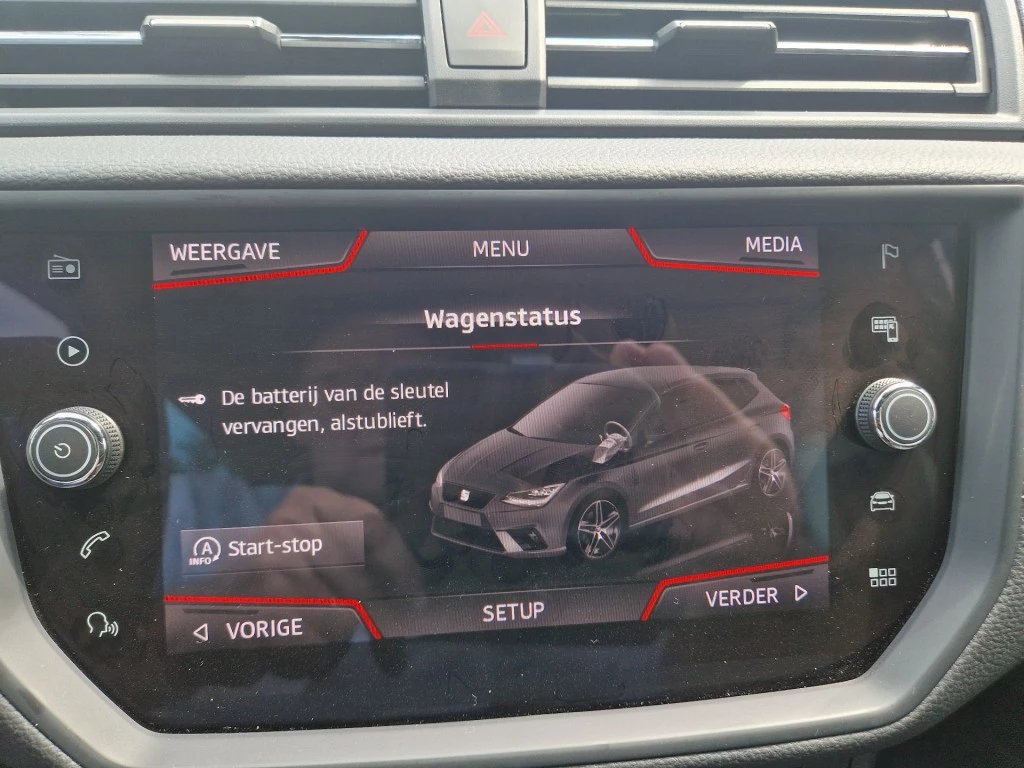 WEERGAVE
MENU
MEDIA
Wagenstatus
De batterij van de sleutel
vervangen, alstublieft.
A
INFO
Start-stop
VORIGE
SETUP
VERDER